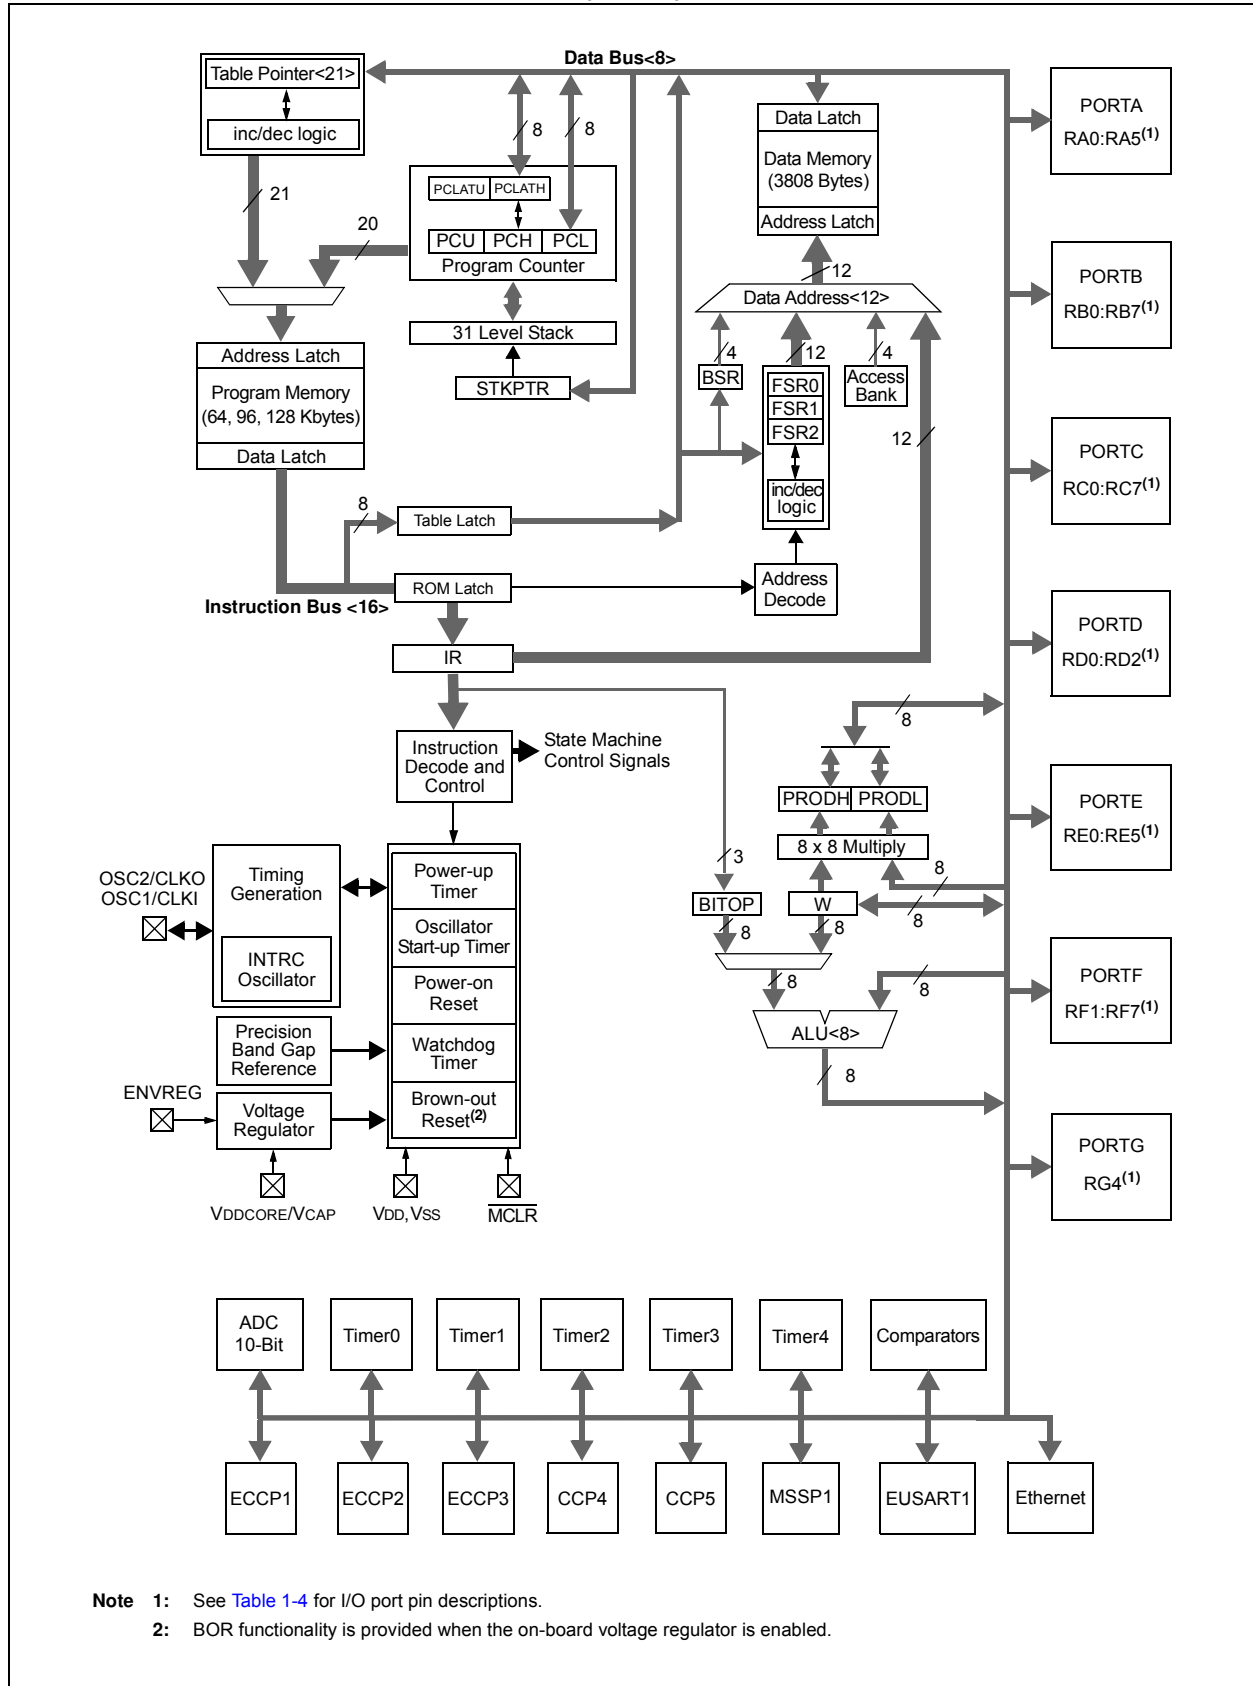 Data Bus<8>
Table Pointer<21>
inc/dec logic
21
20
8
8
PCLATU PCLATH
PCU PCH PCL
Program Counter
31 Level Stack
STKPTR
Data Latch
Data Memory
(3808 Bytes)
Address Latch
12
Data Address<12>
4
12
4
BSR
FSR0
FSR1
FSR2
inc/dec
logic
Access
Bank
12
Address
Decode
Address Latch
Program Memory
(64, 96, 128 Kbytes)
Data Latch
8
Table Latch
ROM Latch
Instruction Bus <16>
IR
Instruction
Decode and
Control
State Machine
Control Signals
8
PRODH PRODL
8 x 8 Multiply
3
8
BITOP
W
8
8
8
8
8
ALU<8>
8
OSC2/CLKO
OSC1/CLKI
Timing
Generation
INTRC
Oscillator
Power-up
Timer
Oscillator
Start-up Timer
Power-on
Reset
Watchdog
Timer
Brown-out
Reset(2)
Precision
Band Gap
Reference
ENVREG
Voltage
Regulator
VDDCORE/VCAP
VDD, VSS
MCLR
PORTA
RA0:RA5(1)
PORTB
RB0:RB7(1)
PORTC
RC0:RC7(1)
PORTD
RD0:RD2(1)
PORTE
RE0:RE5(1)
PORTF
RF1:RF7(1)
PORTG
RG4(1)
ADC
10-Bit
Timer0
Timer1
Timer2
Timer3
Timer4
Comparators
ECCP1
ECCP2
ECCP3
CCP4
CCP5
MSSP1
EUSART1
Ethernet
Note 1: See Table 1-4 for I/O port pin descriptions.
2: BOR functionality is provided when the on-board voltage regulator is enabled.